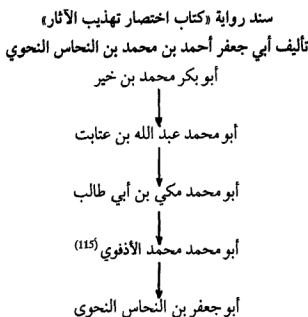 سند رواية «كتاب اختصار تهذيب الآثار»
تأليف أبي جعفر أحمد بن محمد بن النحاس النحوي
أبو بكر محمد بن خير
أبو محمد عبد الله بن عتابت
أبو محمد مكي بن أبي طالب
أبو محمد محمد الأذفوي (115)
أبو جعفر بن النحاس النحوي